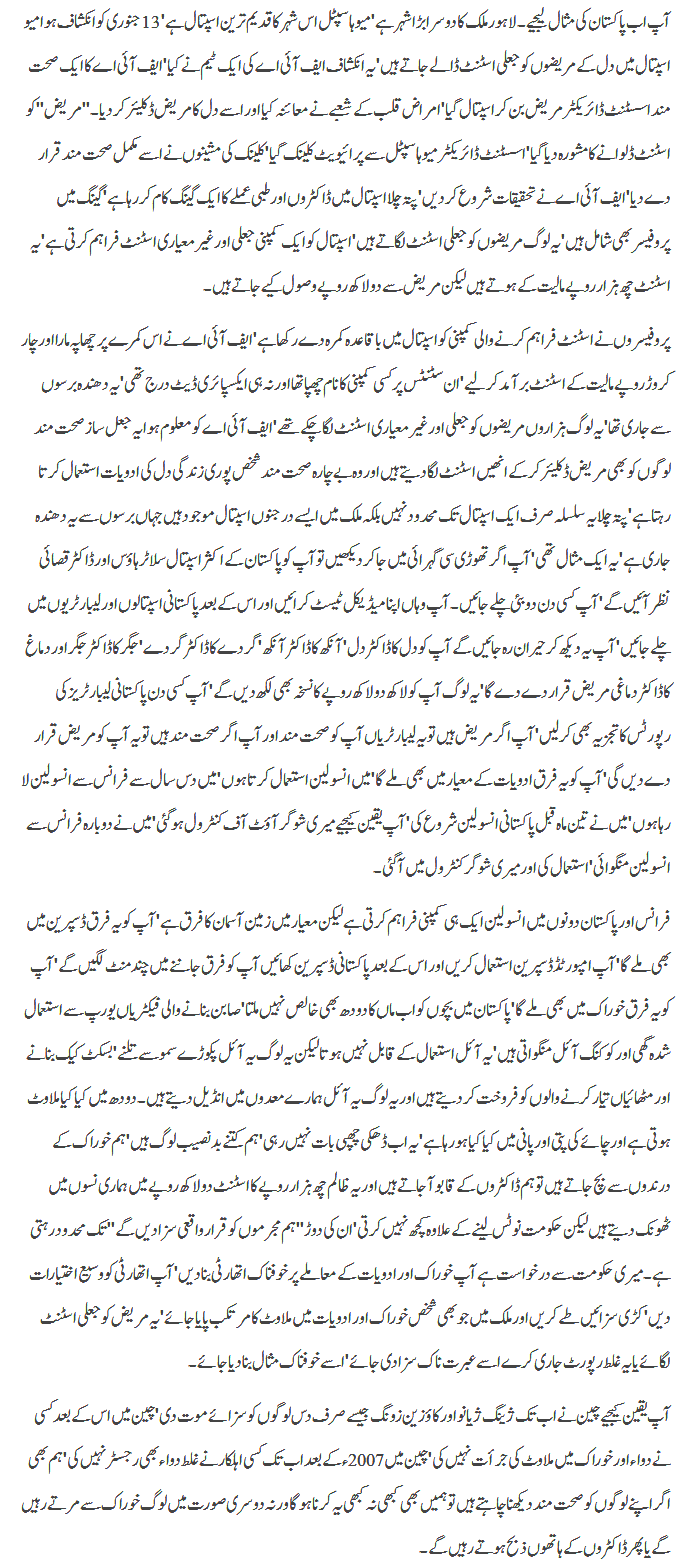 آپ اب پاکستان کی مثال لیجیے۔ لاہور ملک کا دوسرا بڑا شہر ہے' میو ہاسپٹل اس شہر کا قدیم ترین اسپتال ہے' 13 جنوری کو انکشاف ہوا میو
اسپتال میں دل کے مریضوں کو جعلی اسٹنٹ ڈالے جاتے ہیں' یہ انکشاف ایف آئی اے کی ایک ٹیم نے کیا' ایف آئی اے کا ایک صحت
مند اسسٹنٹ ڈائریکٹر مریض بن کر اسپتال گیا' امراض قلب کے شعبے نے معائنہ کیا اور اسے دل کا مریض ڈکلیئر کر دیا۔ ''مریض'' کو
اسٹنٹ ڈلوانے کا مشورہ دیا گیا' اسسٹنٹ ڈائریکٹر میو ہاسپٹل سے پرائیویٹ کلینک گیا' کلینک کی مشینوں نے اسے مکمل صحت مند قرار
دے دیا' ایف آئی اے نے تحقیقات شروع کر دیں' پتہ چلا اسپتال میں ڈاکٹروں اور طبی عملے کا ایک گینگ کام کر رہا ہے' گینگ میں
پروفیسر بھی شامل ہیں' یہ لوگ مریضوں کو جعلی اسٹنٹ لگاتے ہیں' اسپتال کو ایک کمپنی جعلی اور غیر معیاری اسٹنٹ فراہم کرتی ہے' یہ
اسٹنٹ چھ ہزار روپے مالیت کے ہوتے ہیں لیکن مریض سے دو لاکھ روپے وصول کیے جاتے ہیں۔
پروفیسروں نے اسٹنٹ فراہم کرنے والی کمپنی کو اسپتال میں باقاعدہ کمرہ دے رکھا ہے' ایف آئی اے نے اس کمرے پر چھاپہ مارا اور چار
کروڑ روپے مالیت کے اسٹنٹ برآمد کر لیے' ان سٹنٹس پر کسی کمپنی کا نام چھپا تھا اور نہ ہی ایکسپائری ڈیٹ درج تھی' یہ دھندہ برسوں
سے جاری تھا' یہ لوگ ہزاروں مریضوں کو جعلی اور غیر معیاری اسٹنٹ لگا چکے تھے' ایف آئی اے کو معلوم ہوا یہ جعل ساز صحت مند
لوگوں کو بھی مریض ڈکلیئر کر کے انھیں اسٹنٹ لگا دیتے ہیں اور وہ بے چارہ صحت مند شخص پوری زندگی دل کی ادویات استعمال کرتا
رہتا ہے' پتہ چلا یہ سلسلہ صرف ایک اسپتال تک محدود نہیں بلکہ ملک میں ایسے درجنوں اسپتال موجود ہیں جہاں برسوں سے یہ دھندہ
جاری ہے' یہ ایک مثال تھی' آپ اگر تھوڑی سی گہرائی میں جا کر دیکھیں تو آپ کو پاکستان کے اکثر اسپتال سلاٹر ہاؤس اور ڈاکٹر قصائی
نظر آئیں گے' آپ کسی دن دوبئی چلے جائیں۔ آپ وہاں اپنا میڈیکل ٹیسٹ کرائیں اور اس کے بعد پاکستانی اسپتالوں اور لیبارٹریوں میں
چلے جائیں' آپ یہ دیکھ کر حیران رہ جائیں گے آپ کو دل کا ڈاکٹر دل' آنکھ کا ڈاکٹر آنکھ' گردے کا ڈاکٹر گردے' جگر کا ڈاکٹر جگر اور دماغ
کا ڈاکٹر دماغی مریض قرار دے دے گا' یہ لوگ آپ کو لاکھ دو لاکھ روپے کا نسخہ بھی لکھ دیں گے' آپ کسی دن پاکستانی لیبارٹریز کی
رپورٹس کا تجزیہ بھی کر لیں' آپ اگر مریض ہیں تو یہ لیبارٹریاں آپ کو صحت مند اور آپ اگر صحت مند ہیں تو یہ آپ کو مریض قرار
دے دیں گی' آپ کو یہ فرق ادویات کے معیار میں بھی ملے گا' میں انسولین استعمال کرتا ہوں' میں دس سال سے فرانس سے انسولین لا
رہا ہوں' میں نے تین ماہ قبل پاکستانی انسولین شروع کی' آپ یقین کیجیے میری شوگر آؤٹ آف کنٹرول ہو گئی' میں نے دوبارہ فرانس سے
انسولین منگوائی' استعمال کی اور میری شوگر کنٹرول میں آ گئی۔
فرانس اور پاکستان دونوں میں انسولین ایک ہی کمپنی فراہم کرتی ہے لیکن معیار میں زمین آسمان کا فرق ہے' آپ کو یہ فرق ڈسپرین میں
بھی ملے گا' آپ امپورٹڈ ڈسپرین استعمال کریں اور اس کے بعد پاکستانی ڈسپرین کھائیں آپ کو فرق جاننے میں چند منٹ لگیں گے' آپ
کو یہ فرق خوراک میں بھی ملے گا' پاکستان میں بچوں کو اب ماں کا دودھ بھی خالص نہیں ملتا' صابن بنانے والی فیکٹریاں یورپ سے استعمال
شدہ گھی اور کوکنگ آئل منگواتی ہیں' یہ آئل استعمال کے قابل نہیں ہوتا لیکن یہ لوگ یہ آئل پکوڑے سموسے تلنے' بسکٹ کیک بنانے
اور مٹھائیاں تیار کرنے والوں کو فروخت کر دیتے ہیں اور یہ لوگ یہ آئل ہمارے معدوں میں انڈیل دیتے ہیں۔ دودھ میں کیا کیا ملاوٹ
ہوتی ہے اور چائے کی پتی اور پانی میں کیا کیا ہو رہا ہے' یہ اب ڈھکی چھپی بات نہیں رہی' ہم کتنے بدنصیب لوگ ہیں' ہم خوراک کے
درندوں سے بچ جاتے ہیں تو ہم ڈاکٹروں کے قابو آ جاتے ہیں اور یہ ظالم چھ ہزار روپے کا اسٹنٹ دو لاکھ روپے میں ہماری نسوں میں
ٹھونک دیتے ہیں لیکن حکومت نوٹس لینے کے علاوہ کچھ نہیں کرتی' ان کی دوڑ ''ہم مجرموں کو قرار واقعی سزا دیں گے'' تک محدود رہتی
ہے۔ میری حکومت سے درخواست ہے آپ خوراک اور ادویات کے معاملے پر خوفناک اتھارٹی بنا دیں' آپ اتھارٹی کو وسیع اختیارات
دیں' کڑی سزائیں طے کریں اور ملک میں جو بھی شخص خوراک اور ادویات میں ملاوٹ کا مرتکب پایا جائے' یہ مریض کو جعلی اسٹنٹ
لگائے یا یہ غلط رپورٹ جاری کرے اسے عبرت ناک سزا دی جائے' اسے خوفناک مثال بنا دیا جائے۔
آپ یقین کیجیے چین نے اب تک ژینگ ژیانو اور کاؤزین زونگ جیسے صرف دس لوگوں کو سزائے موت دی' چین میں اس کے بعد کسی
نے دواء اور خوراک میں ملاوٹ کی جرأت نہیں کی' چین میں 2007ء کے بعد اب تک کسی اہلکار نے غلط دواء بھی رجسٹر نہیں کی' ہم بھی
اگر اپنے لوگوں کو صحت مند دیکھنا چاہتے ہیں تو ہمیں بھی کبھی نہ کبھی یہ کرنا ہو گا ورنہ دوسری صورت میں لوگ خوراک سے مرتے رہیں
گے یا پھر ڈاکٹروں کے ہاتھوں ذبح ہوتے رہیں گے۔